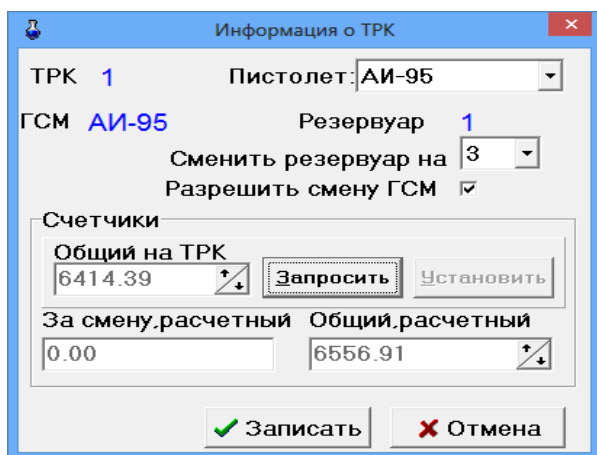 Информация о ТРК
ТРК 1 Пистолет: АИ-95
ГСМ АИ-95 Резервуар 1
Сменить резервуар на 3
Разрешить смену ГСМ
Счетчики
Общий на ТРК
6414.39 Запросить Установить
За смену,расчетный Общий,расчетный
0.00 6556.91
Записать Отмена